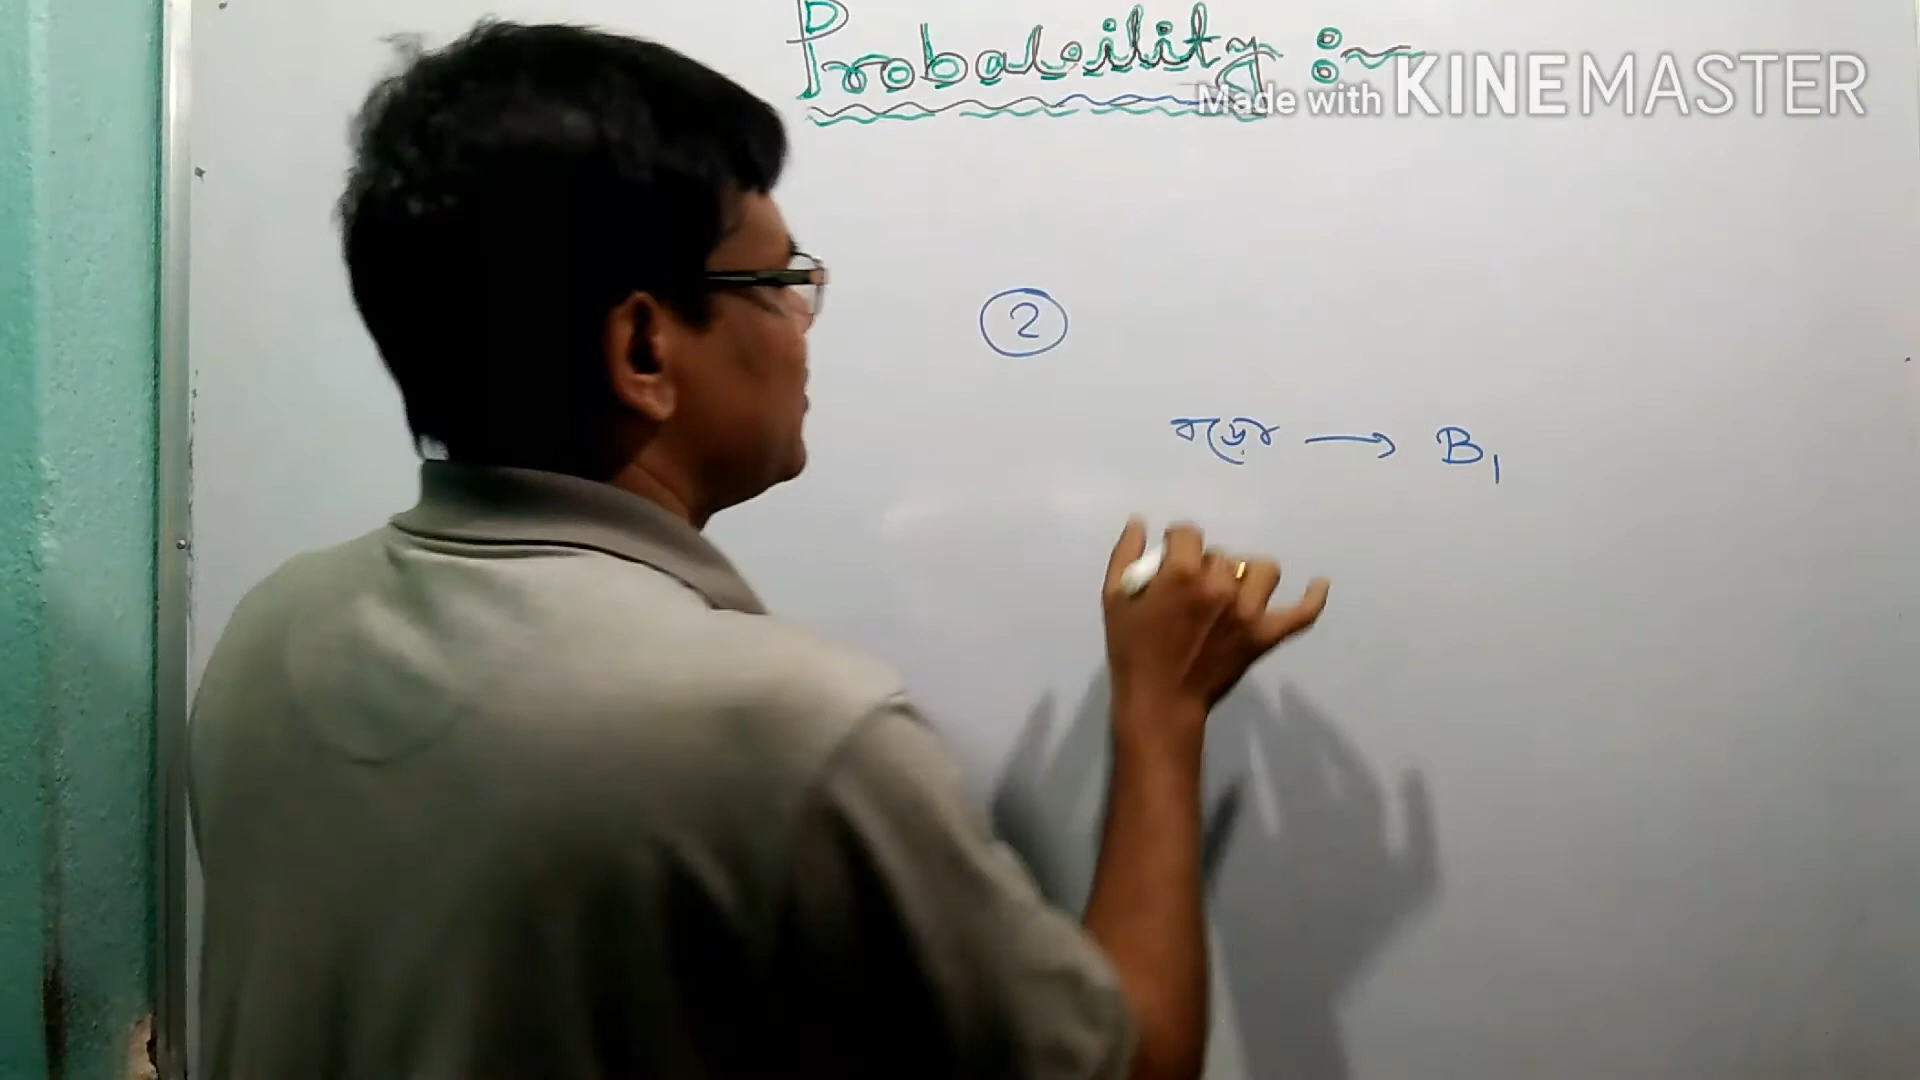 Probability :~
Made with KINEMASTER
2
বড়ো → B₁